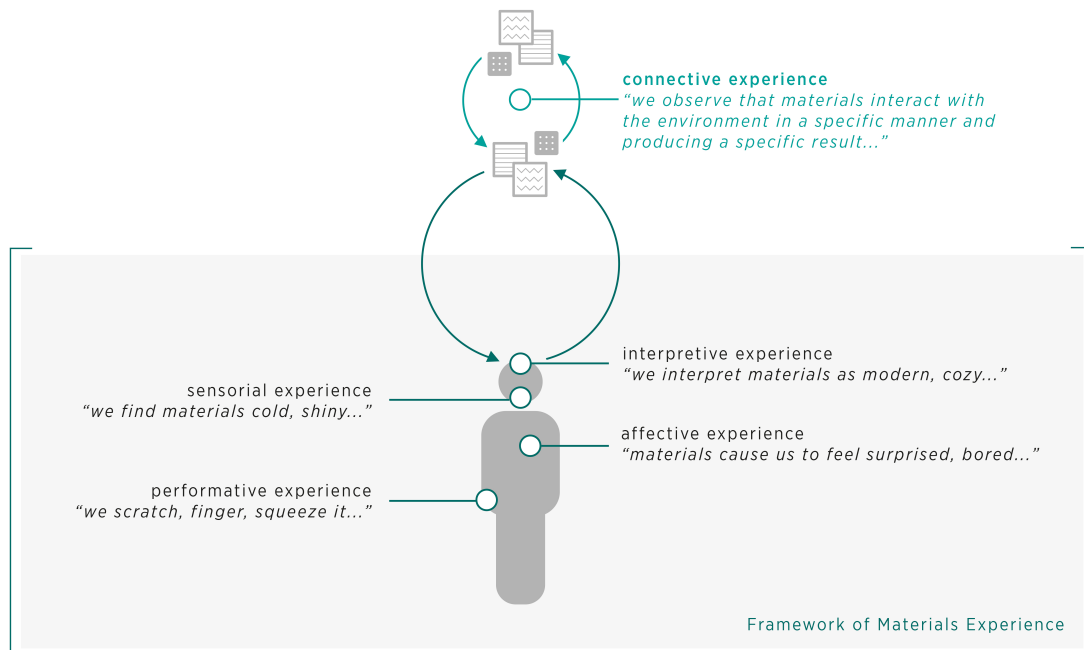 connective experience
“we observe that materials interact with
the environment in a specific manner and
producing a specific result...”
interpretive experience
“we interpret materials as modern, cozy...”
sensorial experience
“we find materials cold, shiny...”
affective experience
“materials cause us to feel surprised, bored...”
performative experience
“we scratch, finger, squeeze it...”
Framework of Materials Experience